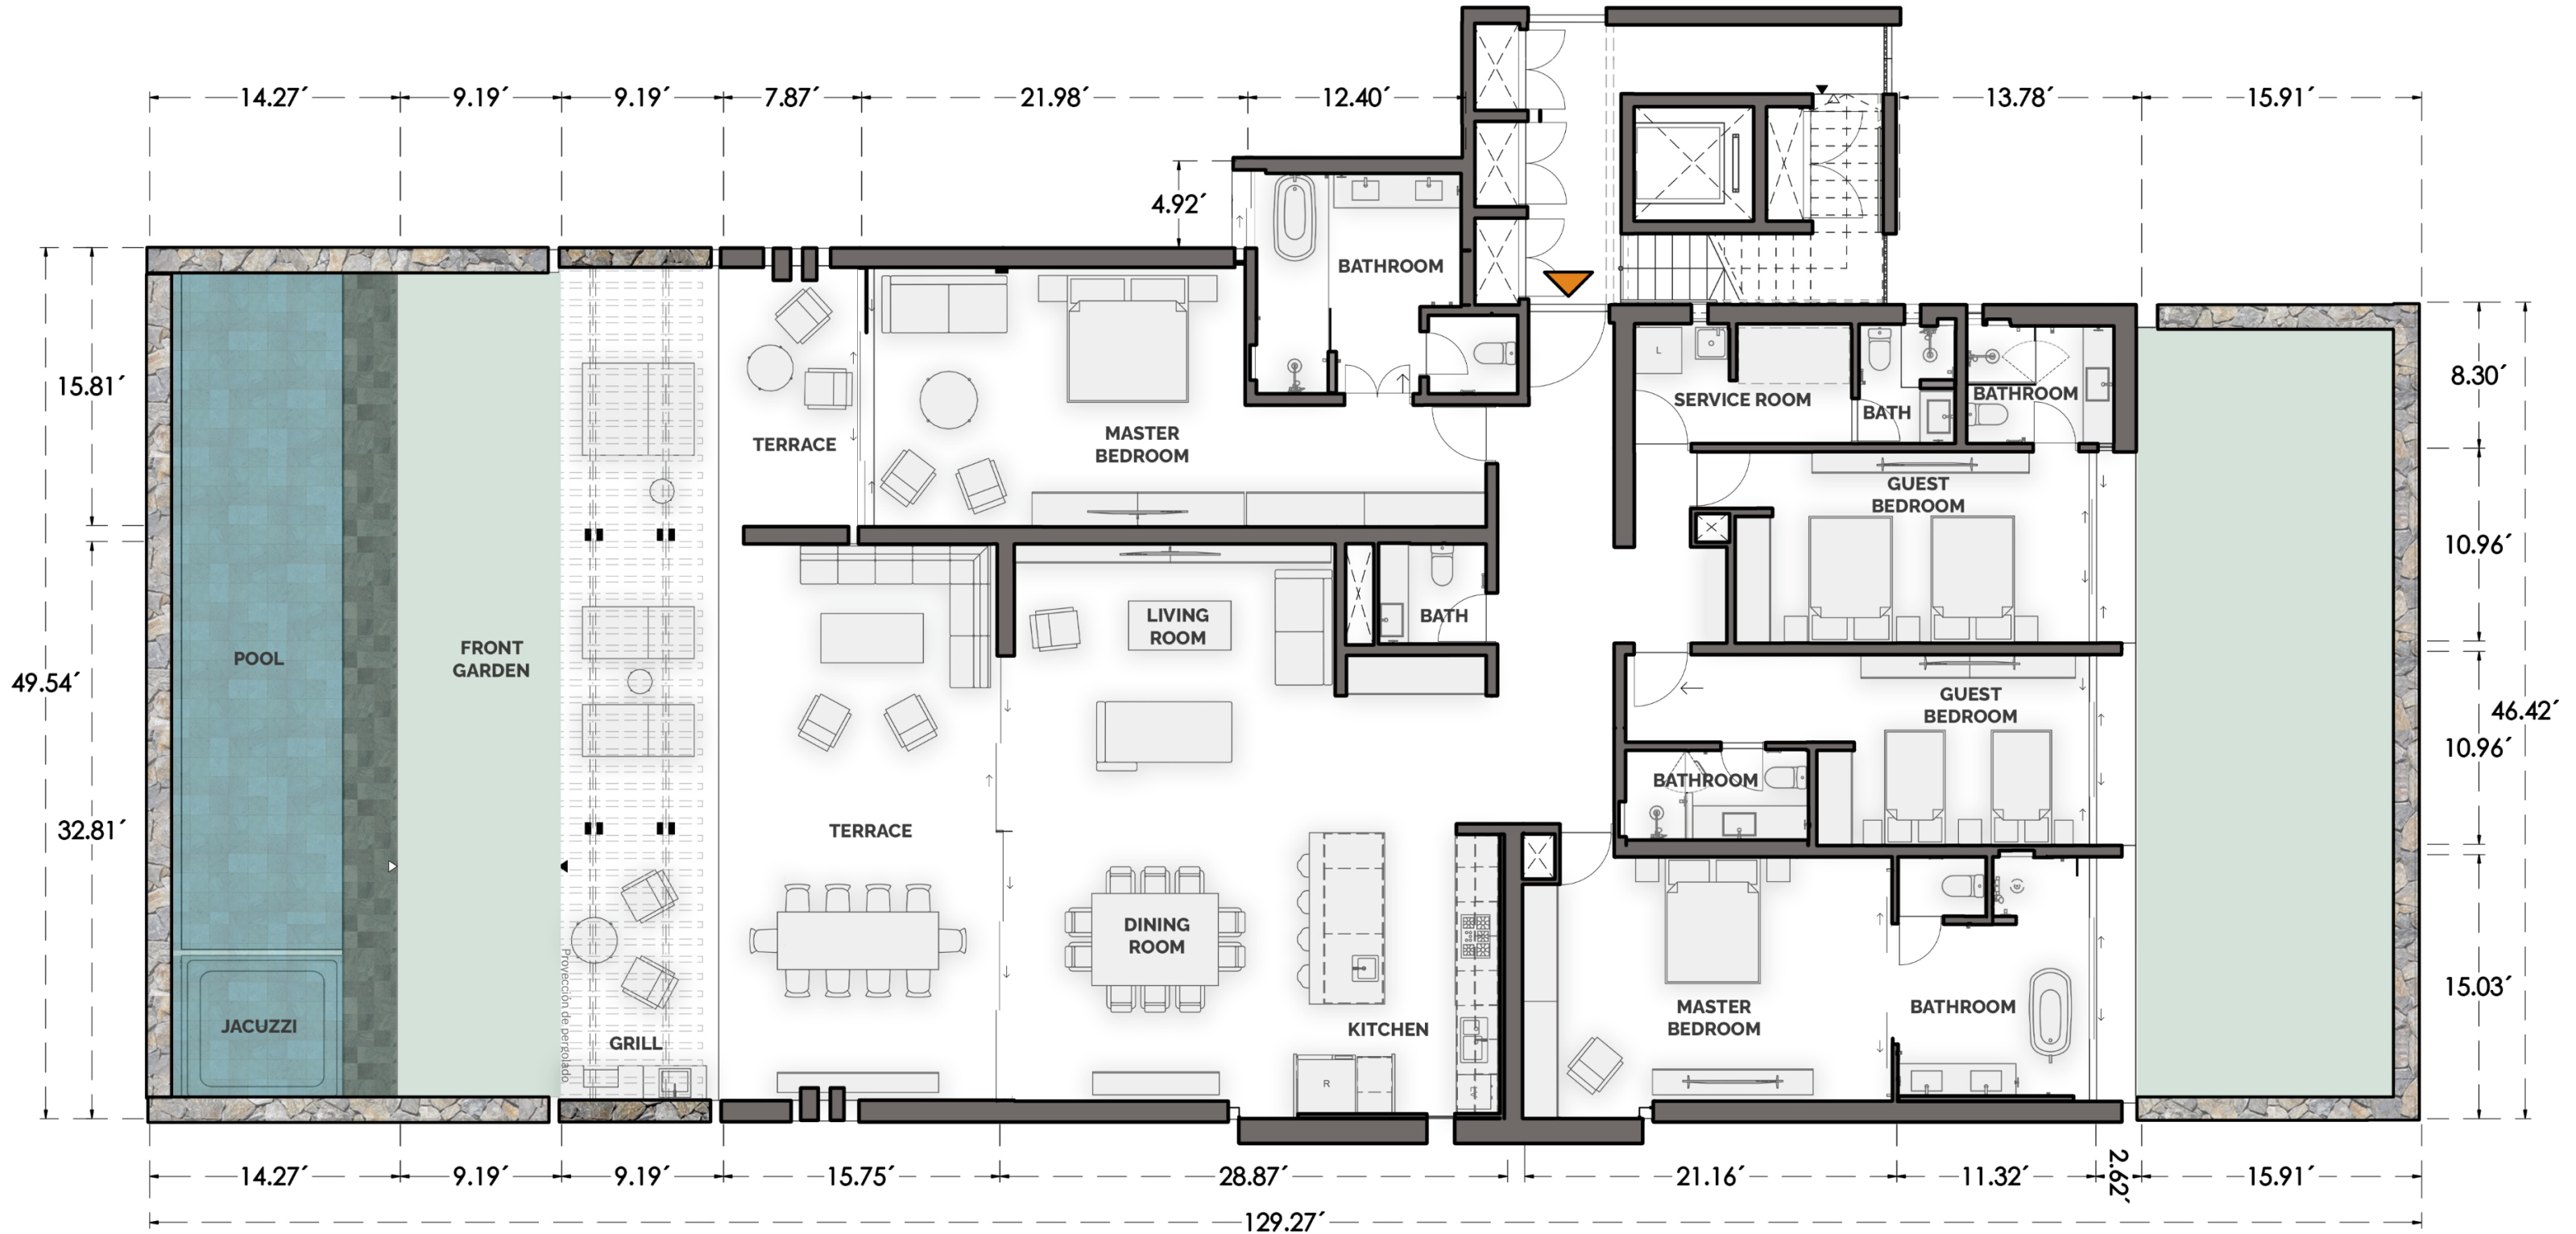 14.27´
9.19´
9.19´
7.87´
21.98´
12.40´
13.78´
15.91´
4.92´
BATHROOM
15.81´
8.30´
L
SERVICE ROOM
BATH
BATHROOM
TERRACE
MASTER
BEDROOM
GUEST
BEDROOM
10.96´
LIVING
ROOM
BATH
POOL
FRONT
GARDEN
49.54´
GUEST
BEDROOM
46.42´
10.96´
BATHROOM
32.81´
TERRACE
DINING
ROOM
15.03´
JACUZZI
GRILL
Proyección de pergolado
KITCHEN
R
MASTER
BEDROOM
BATHROOM
14.27´
9.19´
9.19´
15.75´
28.87´
21.16´
11.32´
2.62´
15.91´
129.27´